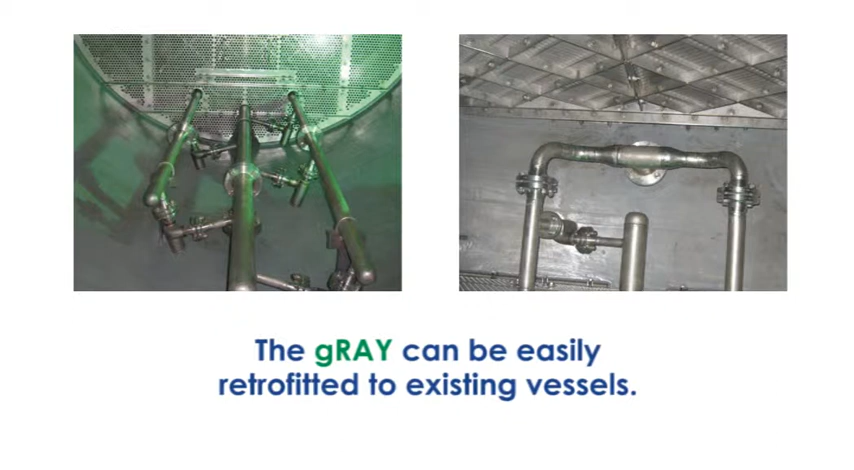 The gRAY can be easily
retrofitted to existing vessels.